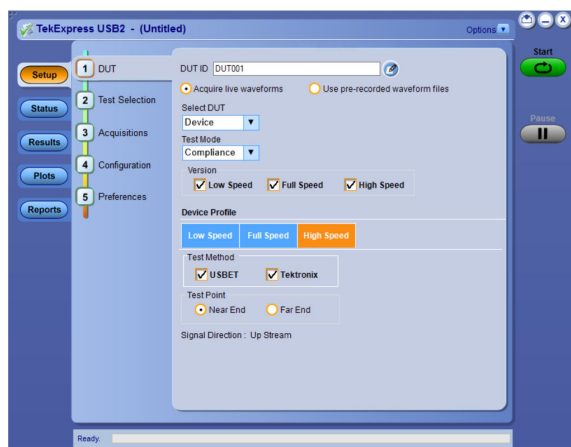 TekExpress USB2 - (Untitled)
Options
Start
Setup
Status
Results
Plots
Reports
1 DUT
2 Test Selection
3 Acquisitions
4 Configuration
5 Preferences
DUT ID DUT001
Acquire live waveforms Use pre-recorded waveform files
Select DUT
Device
Test Mode
Compliance
Version
Low Speed Full Speed High Speed
Device Profile
Low Speed Full Speed High Speed
Test Method
USBET Tektronix
Test Point
Near End Far End
Signal Direction : Up Stream
Pause
Ready.